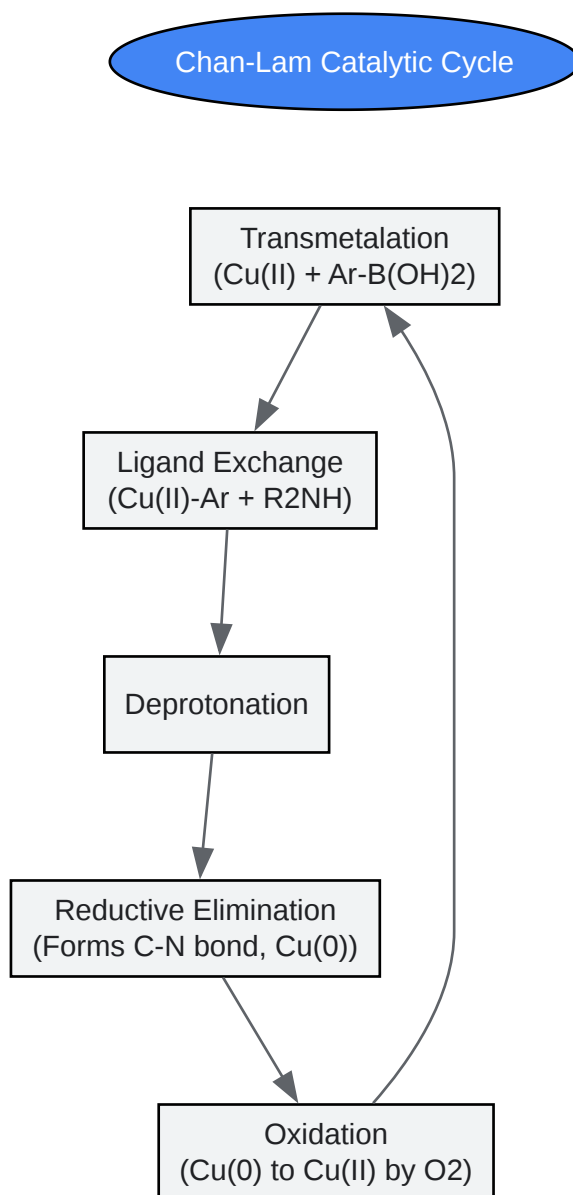 Chan-Lam Catalytic Cycle
Transmetalation
(Cu(II) + Ar-B(OH)2)
Ligand Exchange
(Cu(II)-Ar + R2NH)
Deprotonation
Reductive Elimination
(Forms C-N bond, Cu(0))
Oxidation
(Cu(0) to Cu(II) by O2)